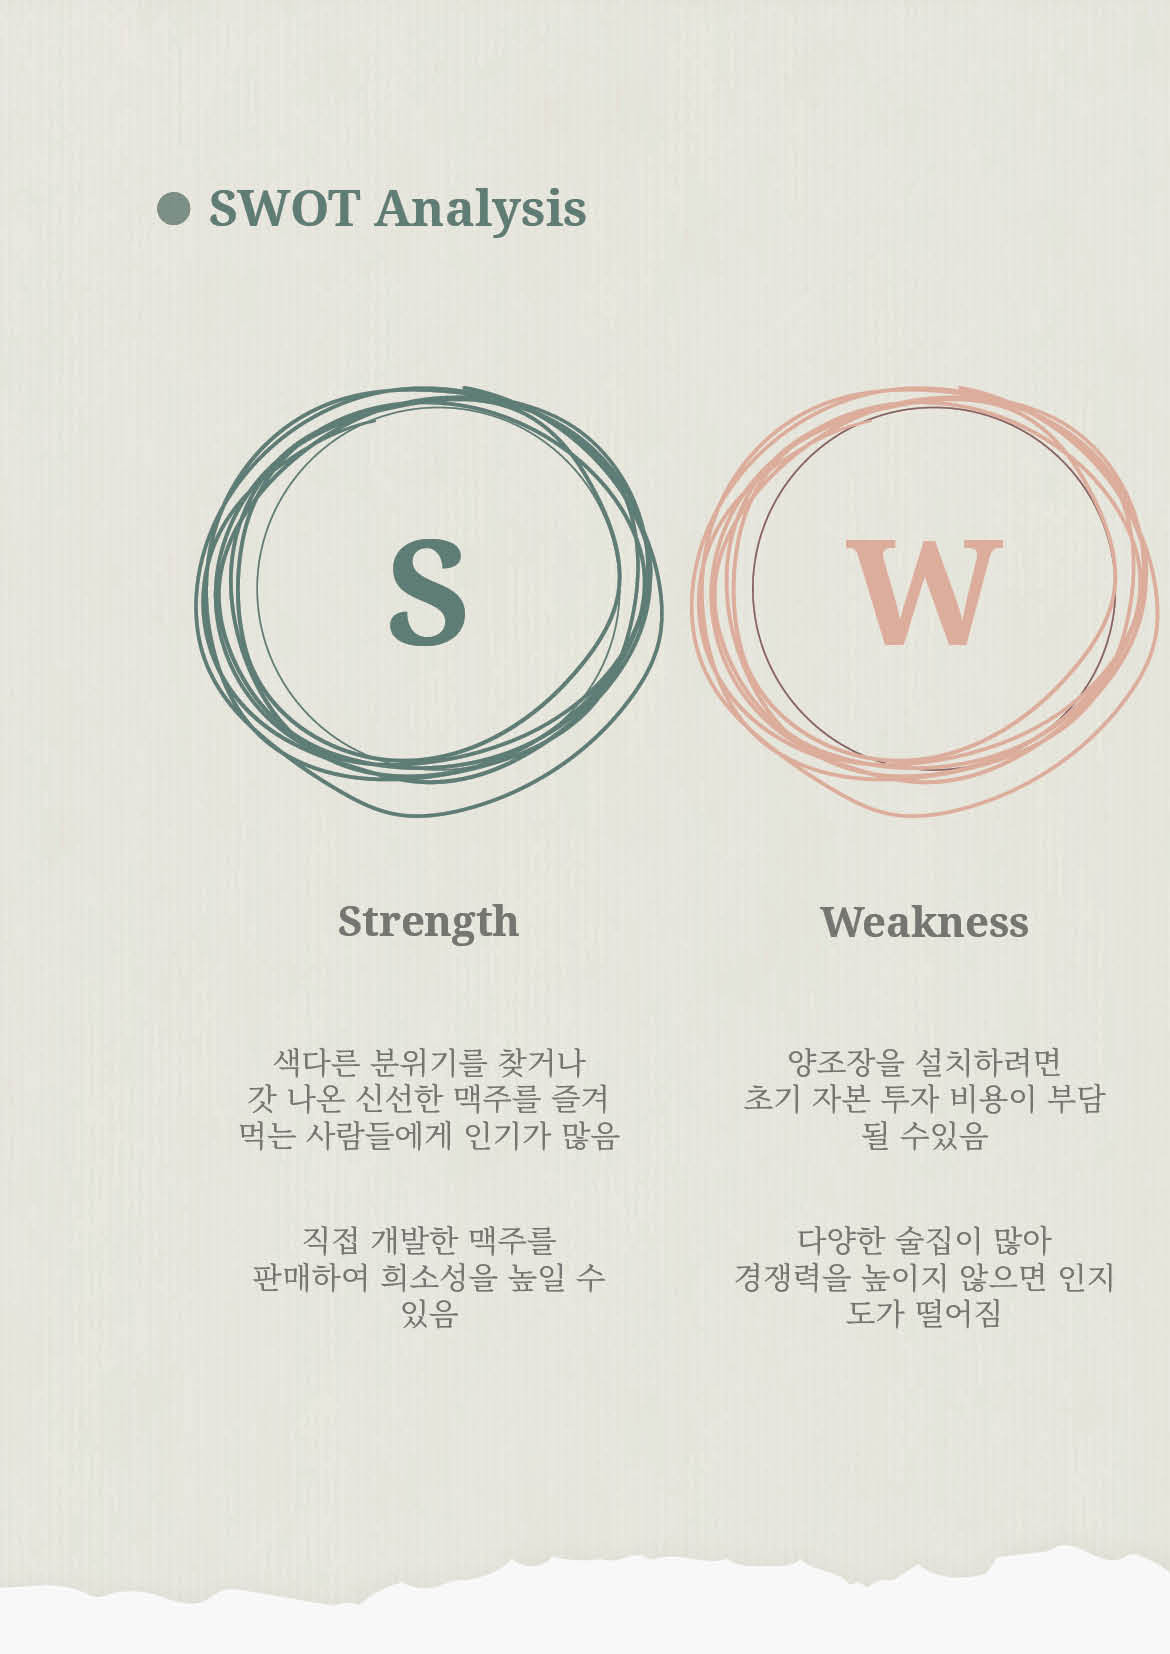 SWOT Analysis
S
W
Strength
Weakness
색다른 분위기를 찾거나
갓 나온 신선한 맥주를 즐겨
먹는 사람들에게 인기가 많음
직접 개발한 맥주를
판매하여 희소성을 높일 수
있음
양조장을 설치하려면
초기 자본 투자 비용이 부담
될 수있음
다양한 술집이 많아
경쟁력을 높이지 않으면 인지
도가 떨어짐